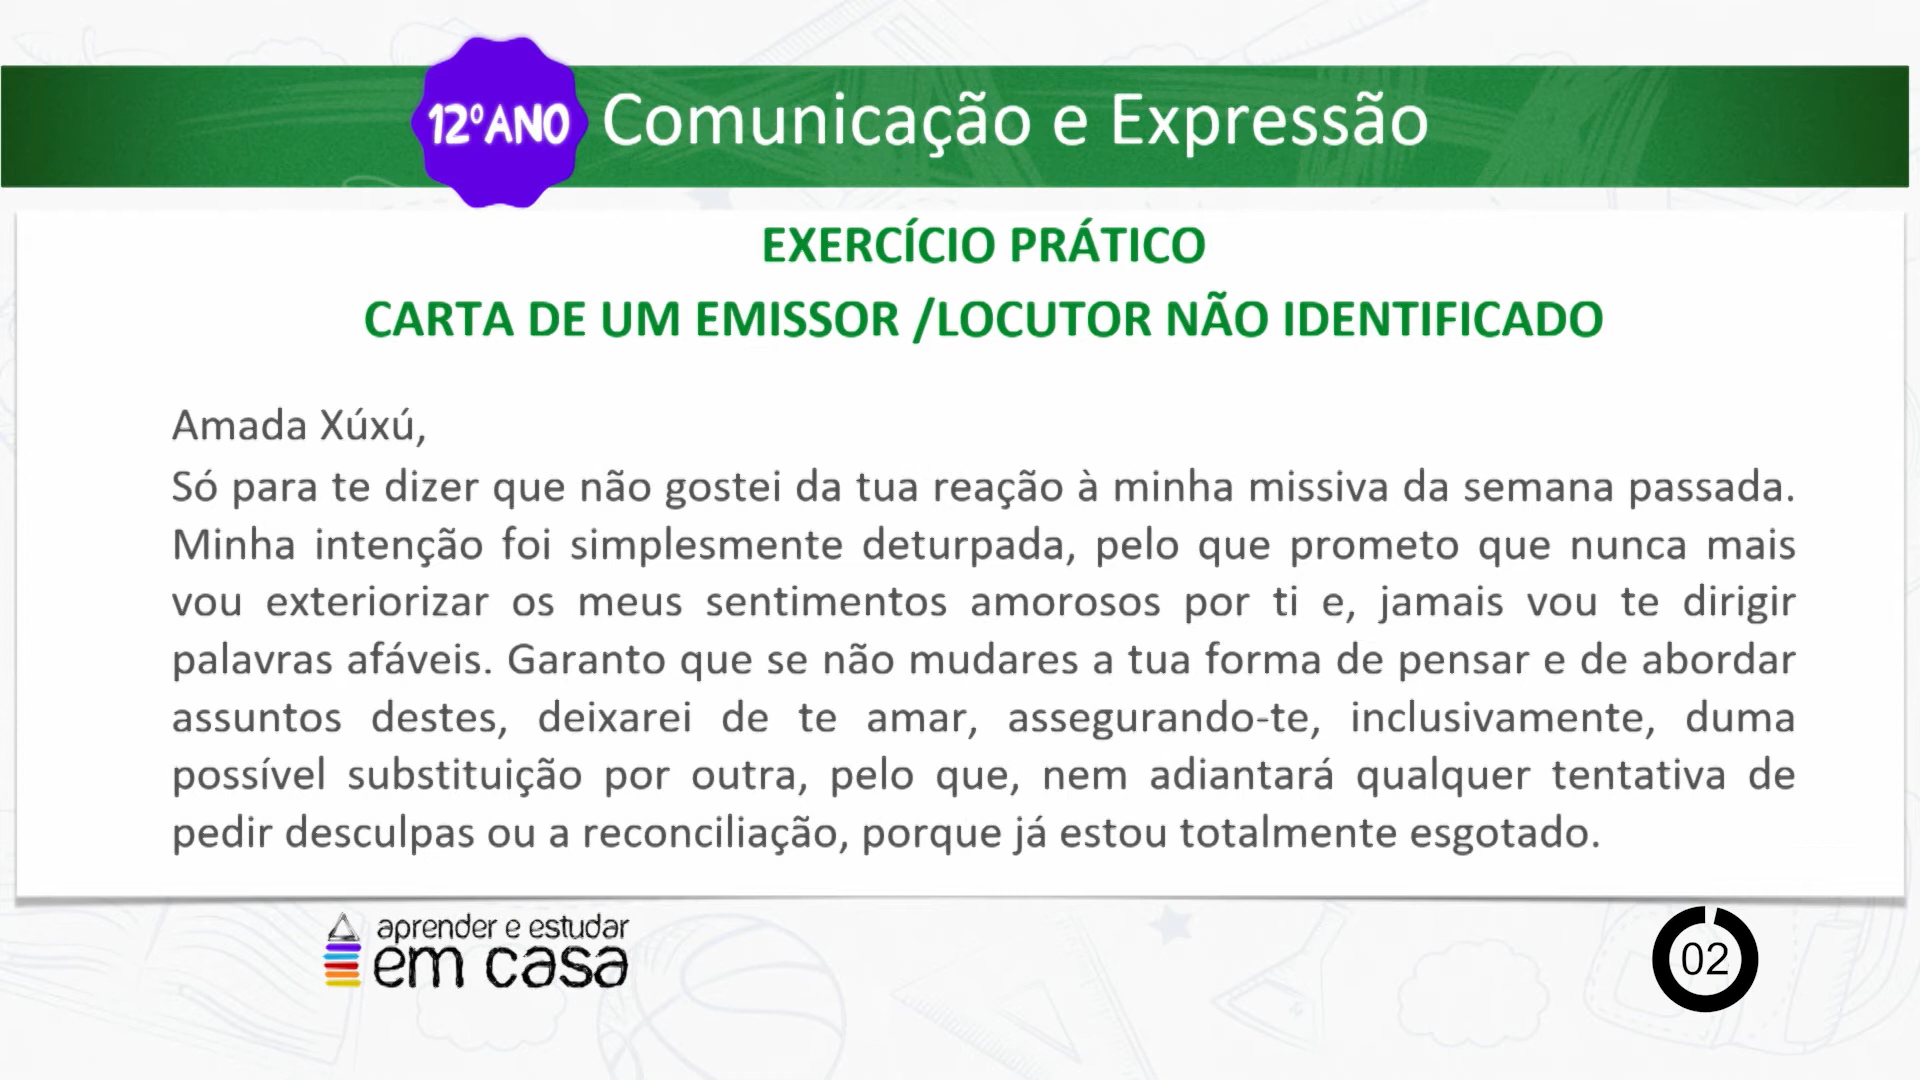 12ºANO Comunicação e Expressão
EXERCÍCIO PRÁTICO
CARTA DE UM EMISSOR /LOCUTOR NÃO IDENTIFICADO
Amada Xúxú,
Só para te dizer que não gostei da tua reação à minha missiva da semana passada.
Minha intenção foi simplesmente deturpada, pelo que prometo que nunca mais
vou exteriorizar os meus sentimentos amorosos por ti e, jamais vou te dirigir
palavras afáveis. Garanto que se não mudares a tua forma de pensar e de abordar
assuntos destes, deixarei de te amar, assegurando-te, inclusivamente, duma
possível substituição por outra, pelo que, nem adiantará qualquer tentativa de
pedir desculpas ou a reconciliação, porque já estou totalmente esgotado.
aprender e estudar
em casa
02